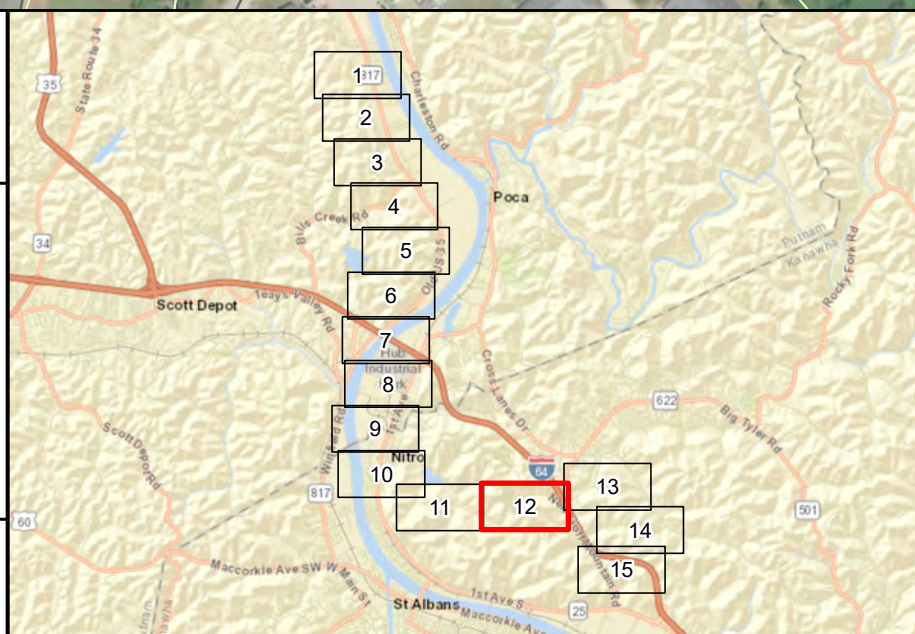 1
817
35
State Route 34
Charleston Rd
2
3
4
Poca
Bills Creek Rd
5
Old US 35
34
Putnam
Kanawha
Rocky Fork Rd
6
Scott Depot
Teays Valley Rd
7
Hub
Industrial
Park
8
Cross Lanes Dr
1st Ave
622
Big Tyler Rd
9
Scott Depot Rd
Nitro
10
64
13
817
11
12
501
60
14
15
Maccorkle Ave SW
W Main St
St Albans
1st Ave S
25
Maccorkle Ave